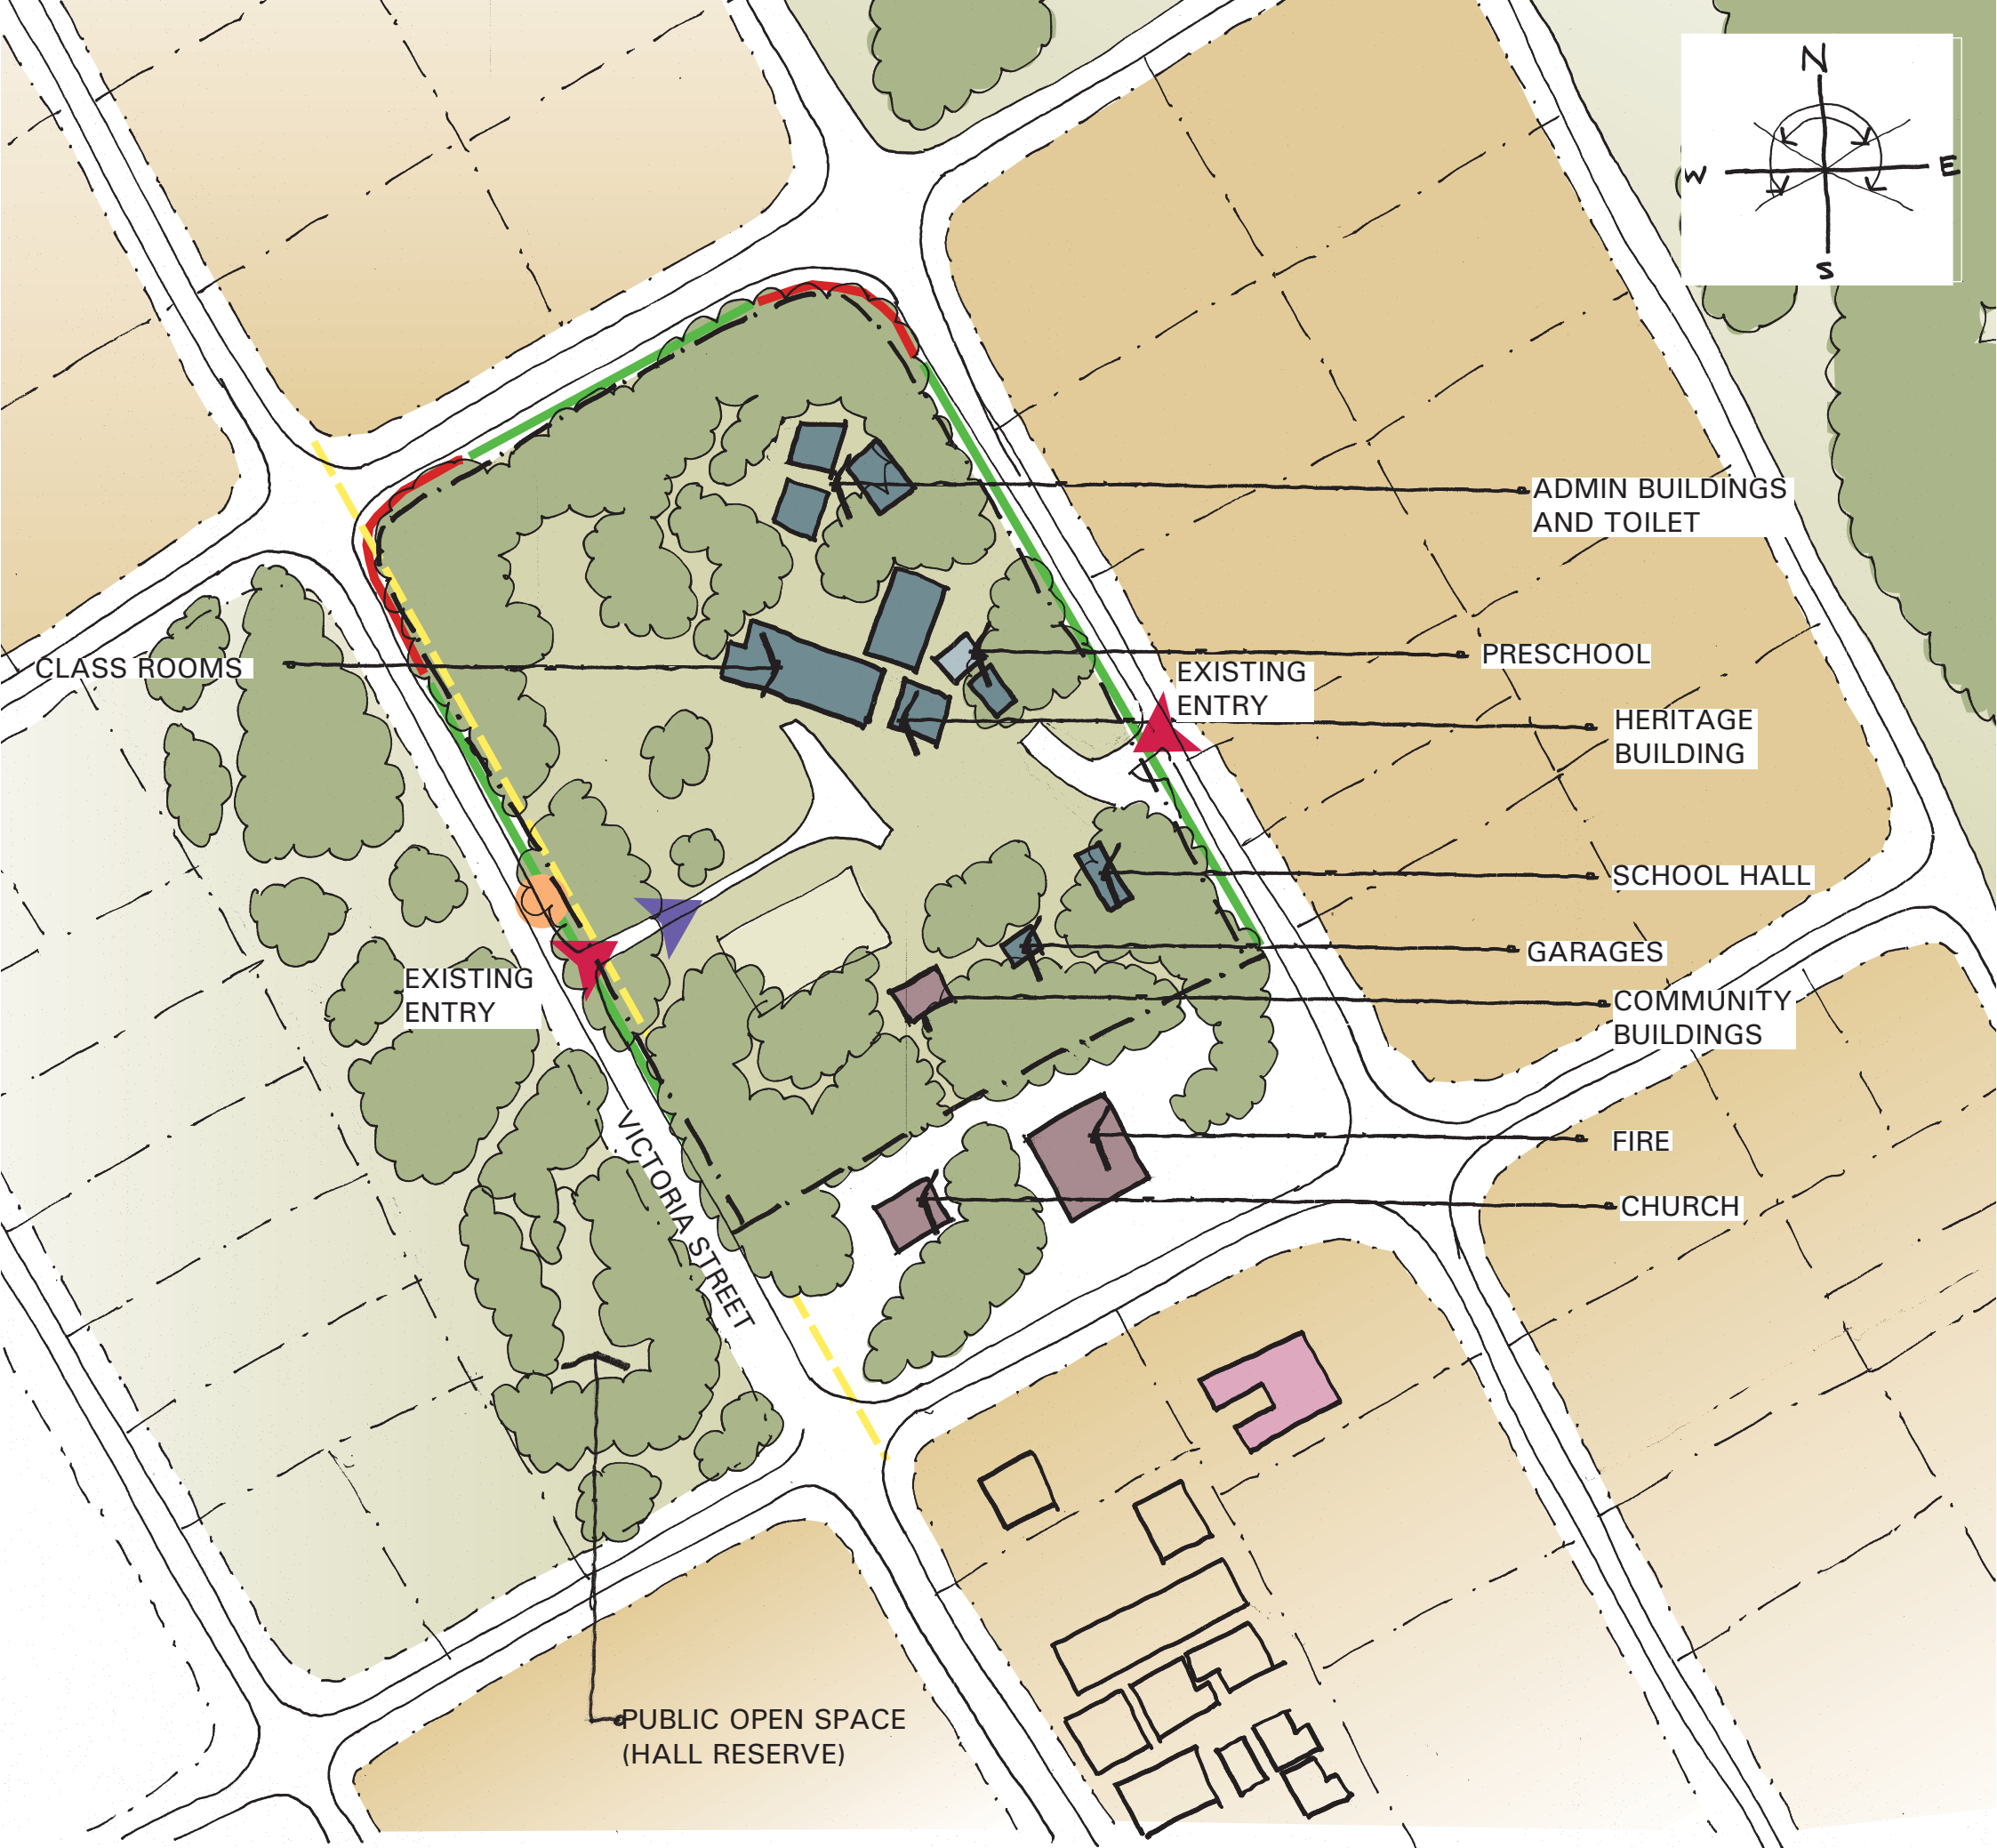 N
W
E
S
ADMIN BUILDINGS
AND TOILET
CLASS ROOMS
PRESCHOOL
EXISTING
ENTRY
HERITAGE
BUILDING
SCHOOL HALL
GARAGES
EXISTING
ENTRY
COMMUNITY
BUILDINGS
VICTORIA STREET
FIRE
CHURCH
PUBLIC OPEN SPACE
(HALL RESERVE)